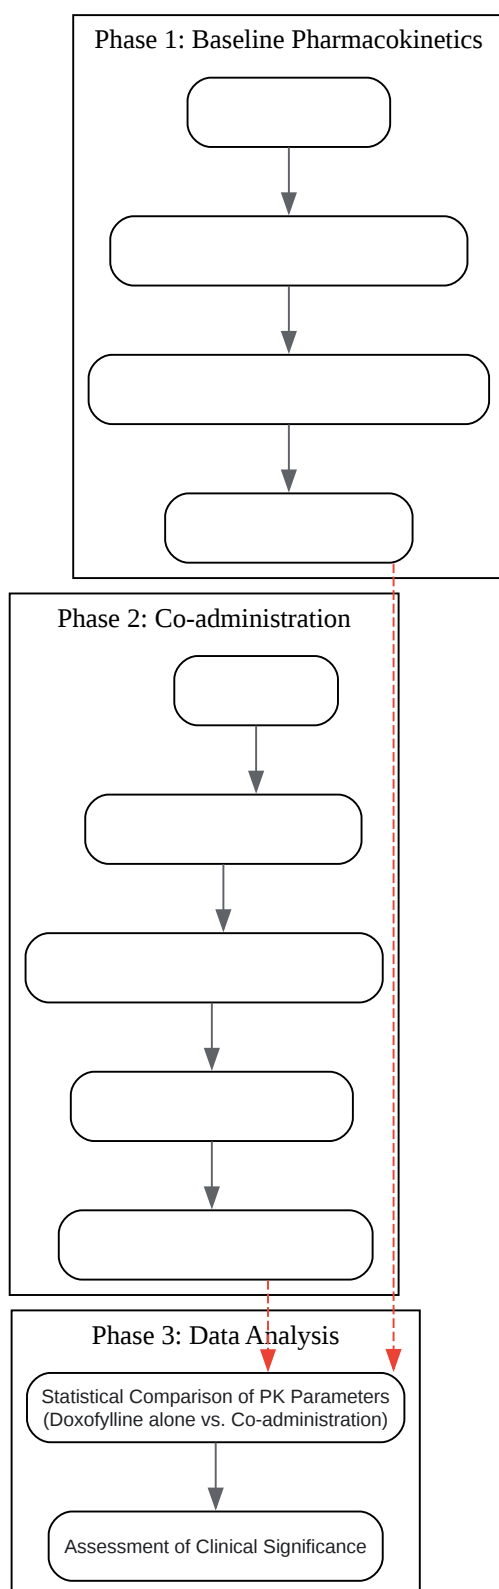 Phase 1: Baseline Pharmacokinetics
Phase 2: Co-administration
Phase 3: Data Analysis
Statistical Comparison of PK Parameters
(Doxofylline alone vs. Co-administration)
Assessment of Clinical Significance